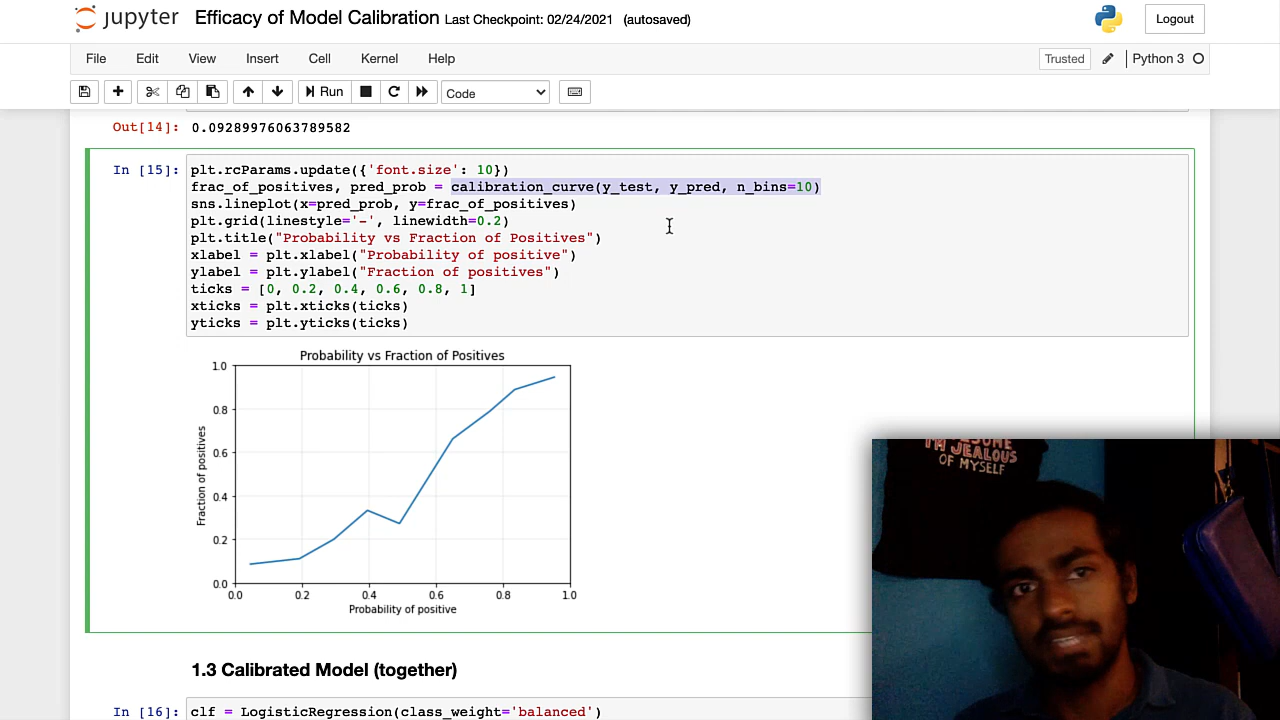 jupyter Efficacy of Model Calibration Last Checkpoint: 02/24/2021 (autosaved)
Logout
File Edit View Insert Cell Kernel Help
Trusted Python 3
Run Code
Out[14]: 0.09289976063789582
In [15]: plt.rcParams.update({'font.size': 10})
frac_of_positives, pred_prob = calibration_curve(y_test, y_pred, n_bins=10)
sns.lineplot(x=pred_prob, y=frac_of_positives)
plt.grid(linestyle='-', linewidth=0.2)
plt.title("Probability vs Fraction of Positives")
xlabel = plt.xlabel("Probability of positive")
ylabel = plt.ylabel("Fraction of positives")
ticks = [0, 0.2, 0.4, 0.6, 0.8, 1]
xticks = plt.xticks(ticks)
yticks = plt.yticks(ticks)
Probability vs Fraction of Positives
1.0
0.8
0.6
0.4
0.2
0.0
Fraction of positives
0.0 0.2 0.4 0.6 0.8 1.0
Probability of positive
I'M JEALOUS
OF MYSELF
1.3 Calibrated Model (together)
In [16]: clf = LogisticRegression(class_weight='balanced')